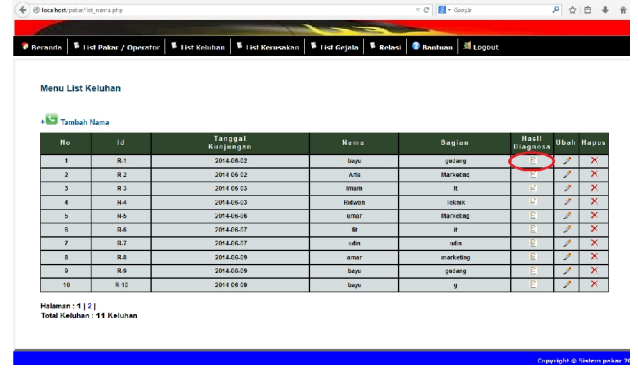 localhost/pakar/list_nama.php
Google
Beranda List Pakar / Operator List Keluhan List Kerusakan List Gejala Relasi Bantuan Logout
Menu List Keluhan
+ Tambah Nama
No Id Tanggal Kunjungan Nama Bagian Hasil Diagnosa Ubah Hapus
1 R-1 2014-06-02 bayu gudang
2 R-2 2014-06-02 Aris Marketing
3 R-3 2014-06-03 Imam It
4 R-4 2014-06-03 Ridwan teknik
5 R-5 2014-06-06 umar Marketing
6 R-6 2014-06-07 it
7 R-7 2014-06-07 udin udin
8 R-8 2014-06-09 amar marketing
9 R-9 2014-06-09 bayu gudang
10 R-10 2014-06-09 bayu g
Halaman : 1 | 2 |
Total Keluhan : 11 Keluhan
Copyright @ Sistem pakar 20